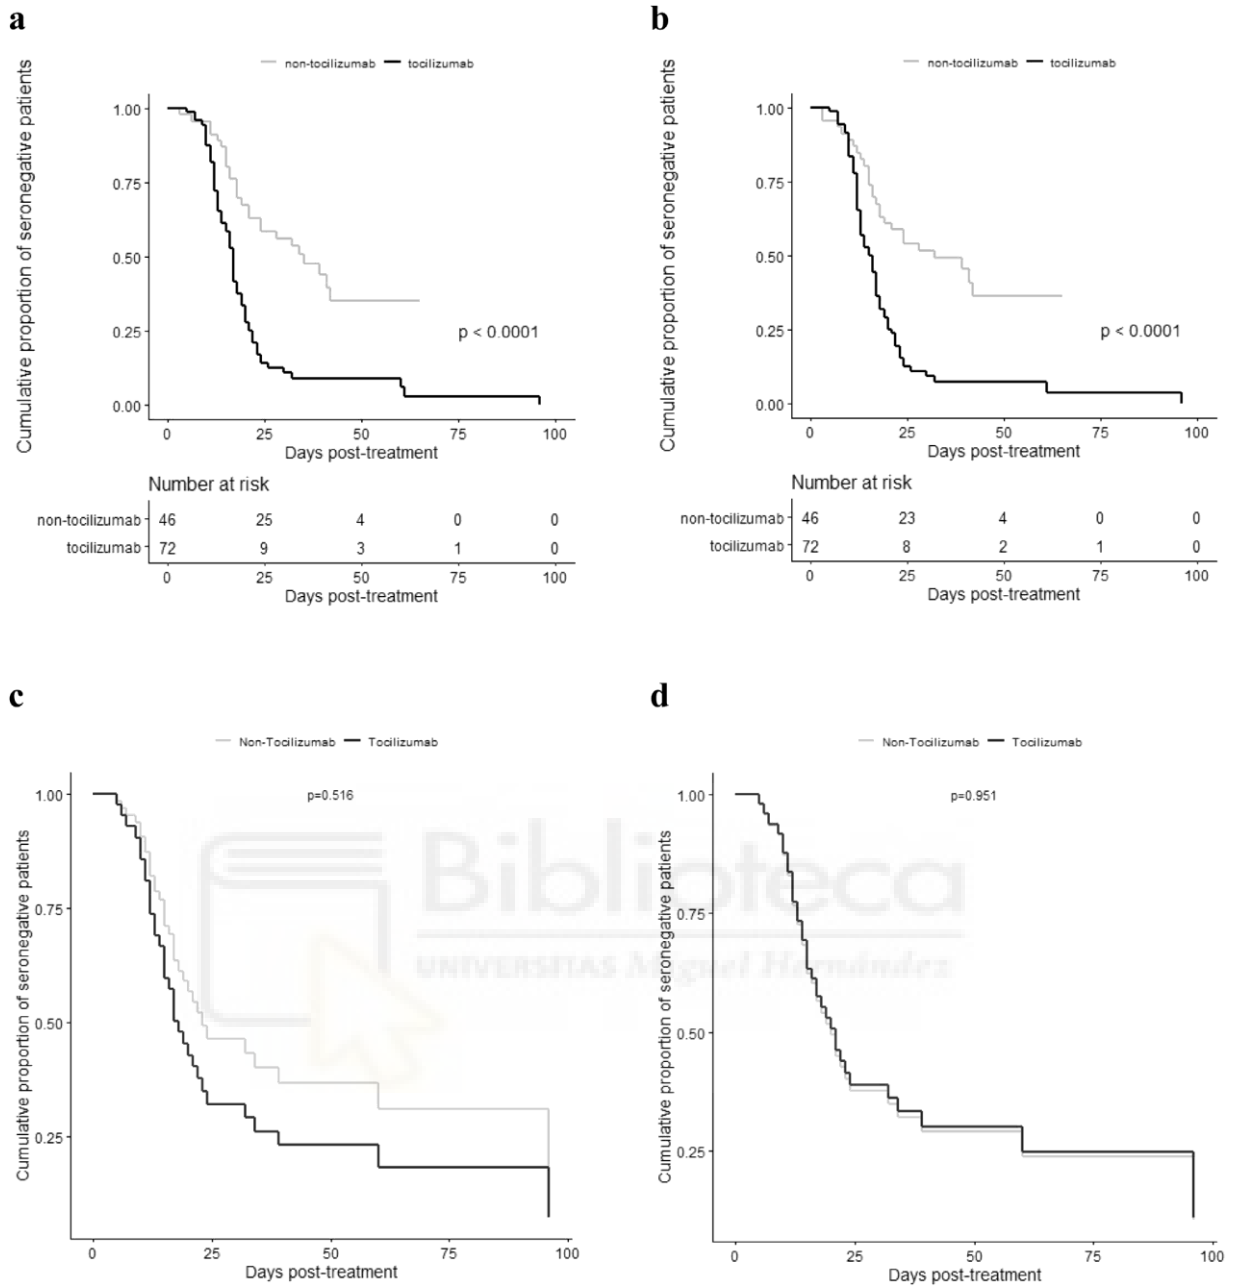 a
non-tocilizumab tocilizumab
Cumulative proportion of seronegative patients
1.00
0.75
0.50
0.25
0.00
p < 0.0001
0 25 50 75 100
Days post-treatment
Number at risk
non-tocilizumab 46 25 4 0 0
tocilizumab 72 9 3 1 0
0 25 50 75 100
Days post-treatment
b
non-tocilizumab tocilizumab
Cumulative proportion of seronegative patients
1.00
0.75
0.50
0.25
0.00
p < 0.0001
0 25 50 75 100
Days post-treatment
Number at risk
non-tocilizumab 46 23 4 0 0
tocilizumab 72 8 2 1 0
0 25 50 75 100
Days post-treatment
c
Non-Tocilizumab Tocilizumab
Cumulative proportion of seronegative patients
p=0.516
1.00
0.75
0.50
0.25
0 25 50 75 100
Days post-treatment
d
Non-Tocilizumab Tocilizumab
Cumulative proportion of seronegative patients
p=0.951
1.00
0.75
0.50
0.25
0 25 50 75 100
Days post-treatment
Biblioteca
UNIVERSITAS Miguel Hernández